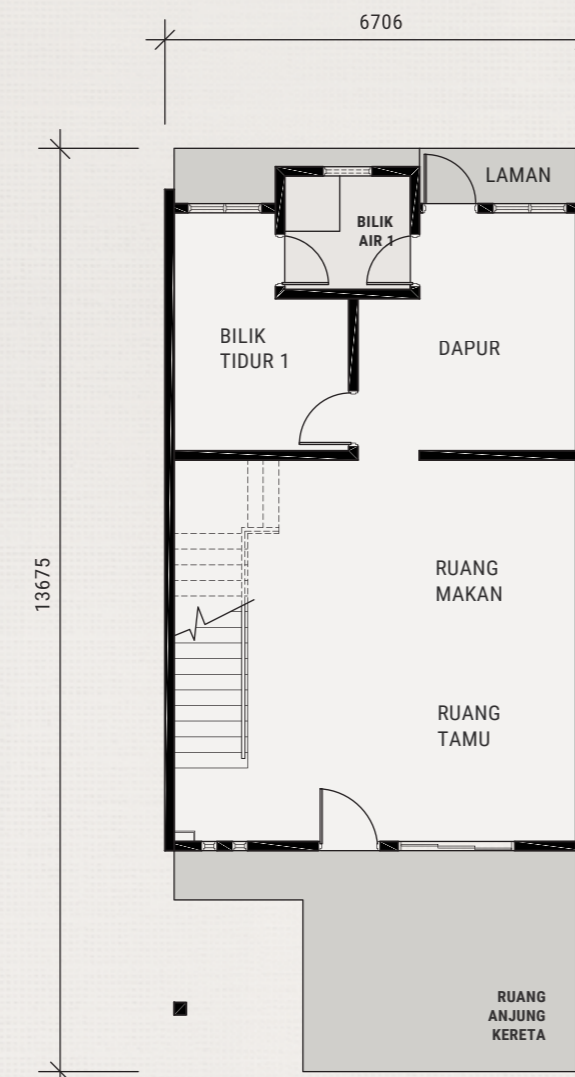 6706
LAMAN
BILIK
AIR 1
BILIK
TIDUR 1
DAPUR
13675
RUANG
MAKAN
RUANG
TAMU
RUANG
ANJUNG
KERETA